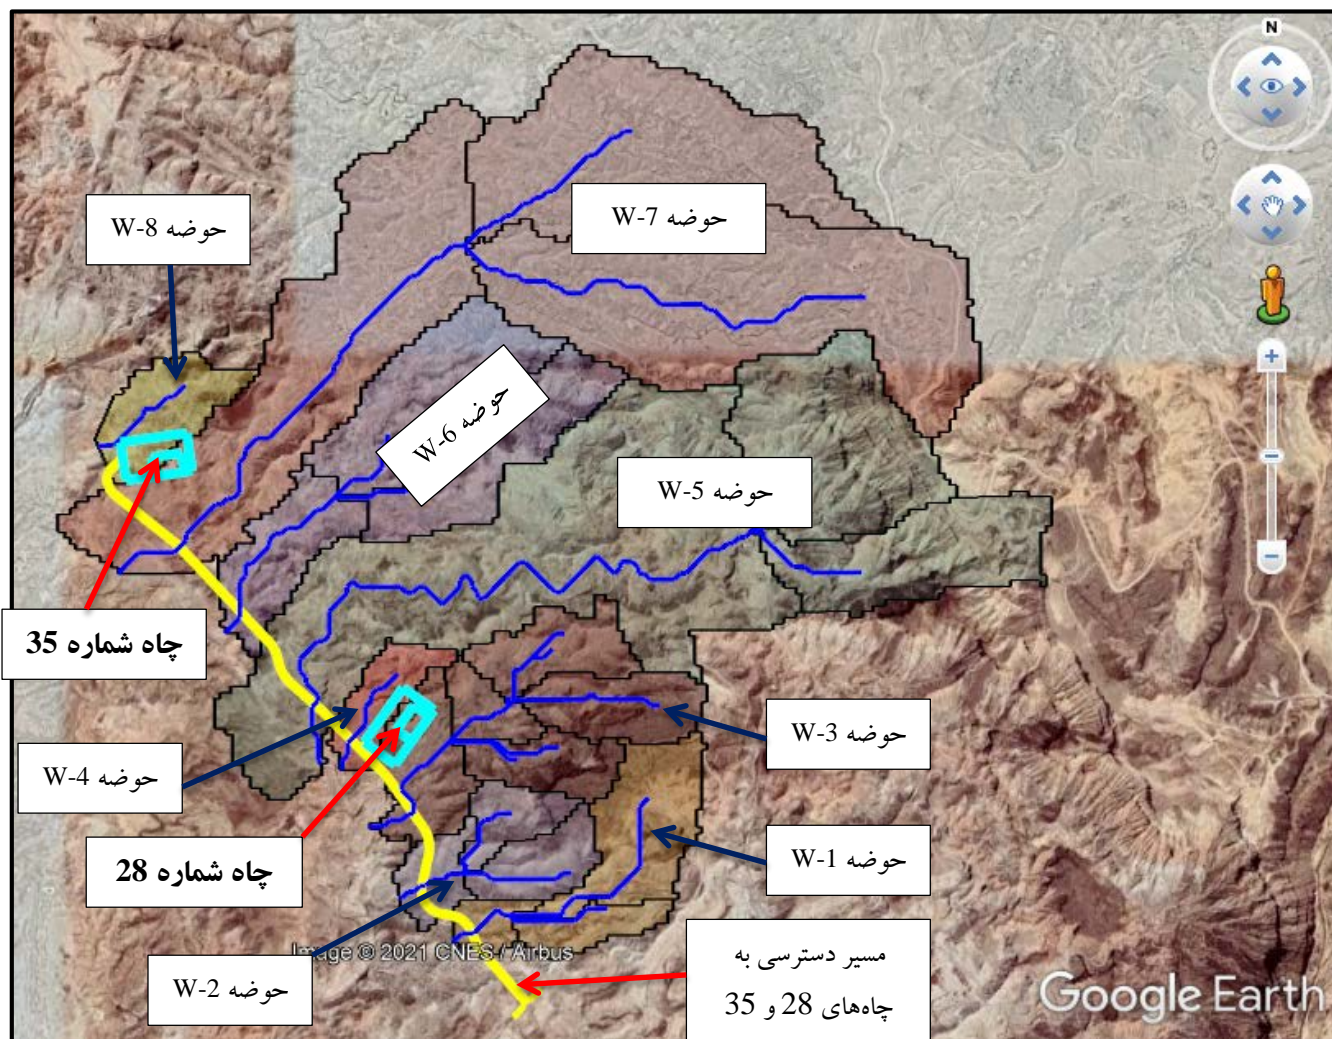 N
حوضه W-7
حوضه W-8
حوضه W-6
حوضه W-5
چاه شماره 35
حوضه W-3
حوضه W-4
حوضه W-1
چاه شماره 28
Image © 2021 CNES / Airbus
مسیر دسترسی به
چاه‌های 28 و 35
حوضه W-2
Google Earth